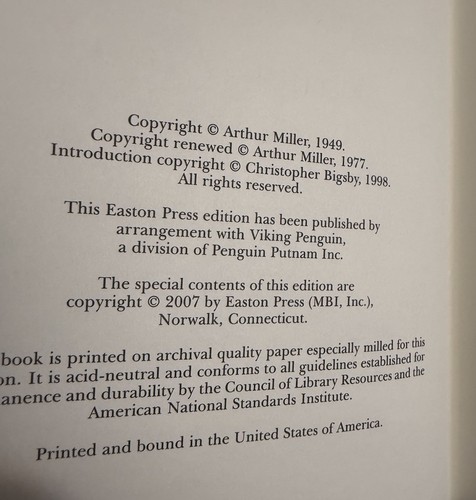 Copyright © Arthur Miller, 1949.
Copyright renewed © Arthur Miller, 1977.
Introduction copyright © Christopher Bigsby, 1998.
All rights reserved.
This Easton Press edition has been published by
arrangement with Viking Penguin,
a division of Penguin Putnam Inc.
The special contents of this edition are
copyright © 2007 by Easton Press (MBI, Inc.),
Norwalk, Connecticut.
book is printed on archival quality paper especially milled for this
on. It is acid-neutral and conforms to all guidelines established for
anence and durability by the Council of Library Resources and the
American National Standards Institute.
Printed and bound in the United States of America.